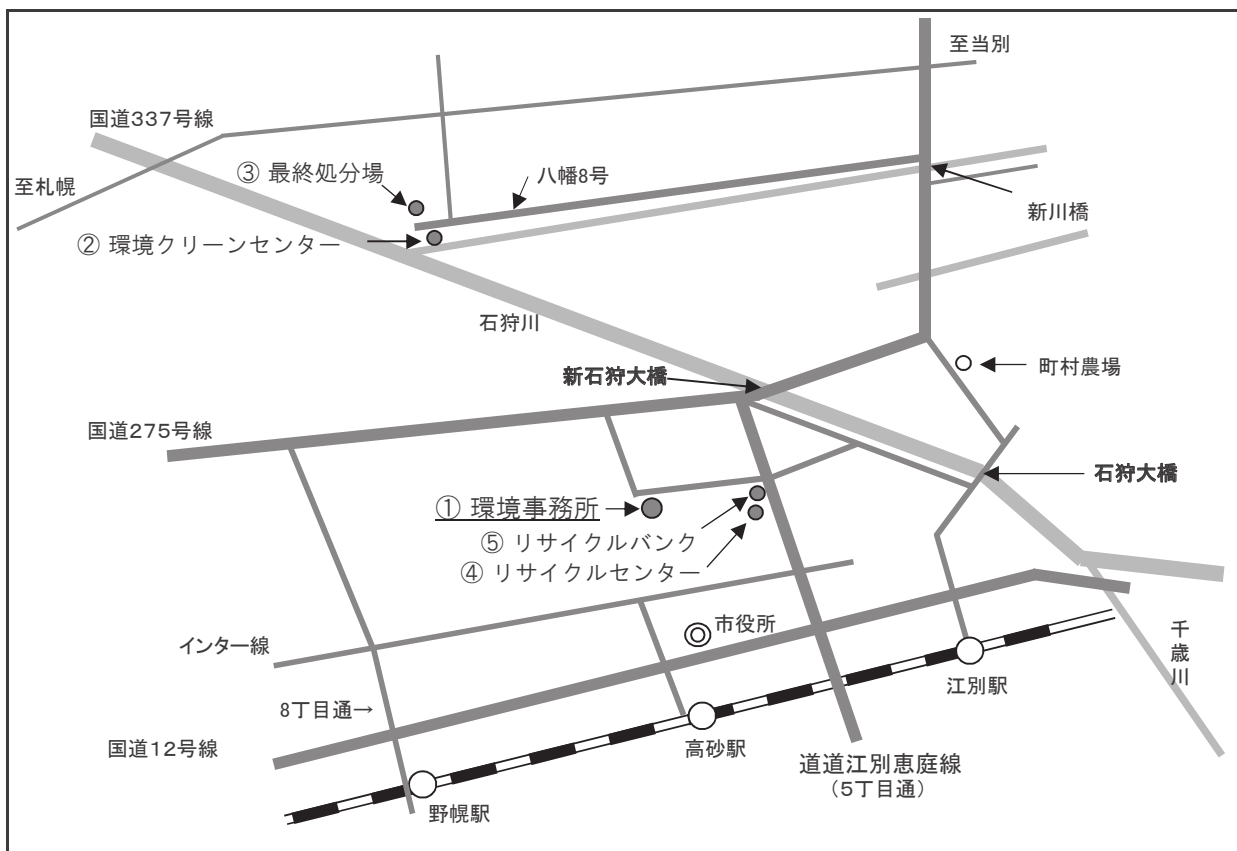 至当別
国道337号線
③ 最終処分場
八幡8号
至札幌
新川橋
② 環境クリーンセンター
石狩川
町村農場
新石狩大橋
国道275号線
石狩大橋
① 環境事務所
⑤ リサイクルバンク
④ リサイクルセンター
市役所
インター線
千歳川
江別駅
8丁目通→
国道12号線
高砂駅
道道江別恵庭線
(5丁目通)
野幌駅